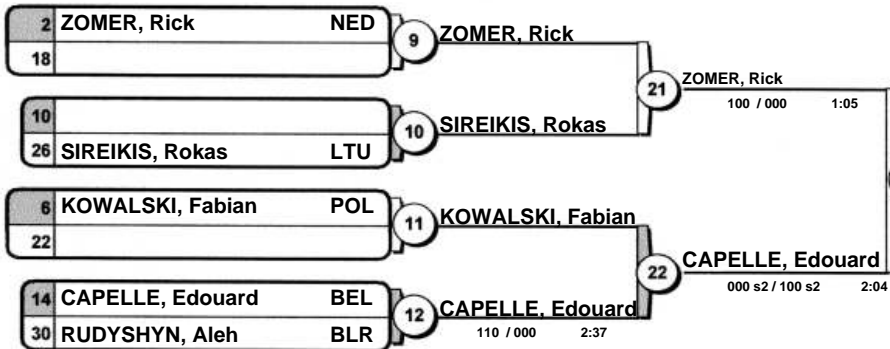 2 ZOMER, Rick NED
18
9 ZOMER, Rick
10
26 SIREIKIS, Rokas LTU
10 SIREIKIS, Rokas
21 ZOMER, Rick
100 / 000 1:05
6 KOWALSKI, Fabian POL
22
11 KOWALSKI, Fabian
14 CAPELLE, Edouard BEL
30 RUDYSHYN, Aleh BLR
12 CAPELLE, Edouard
110 / 000 2:37
22 CAPELLE, Edouard
000 s2 / 100 s2 2:04